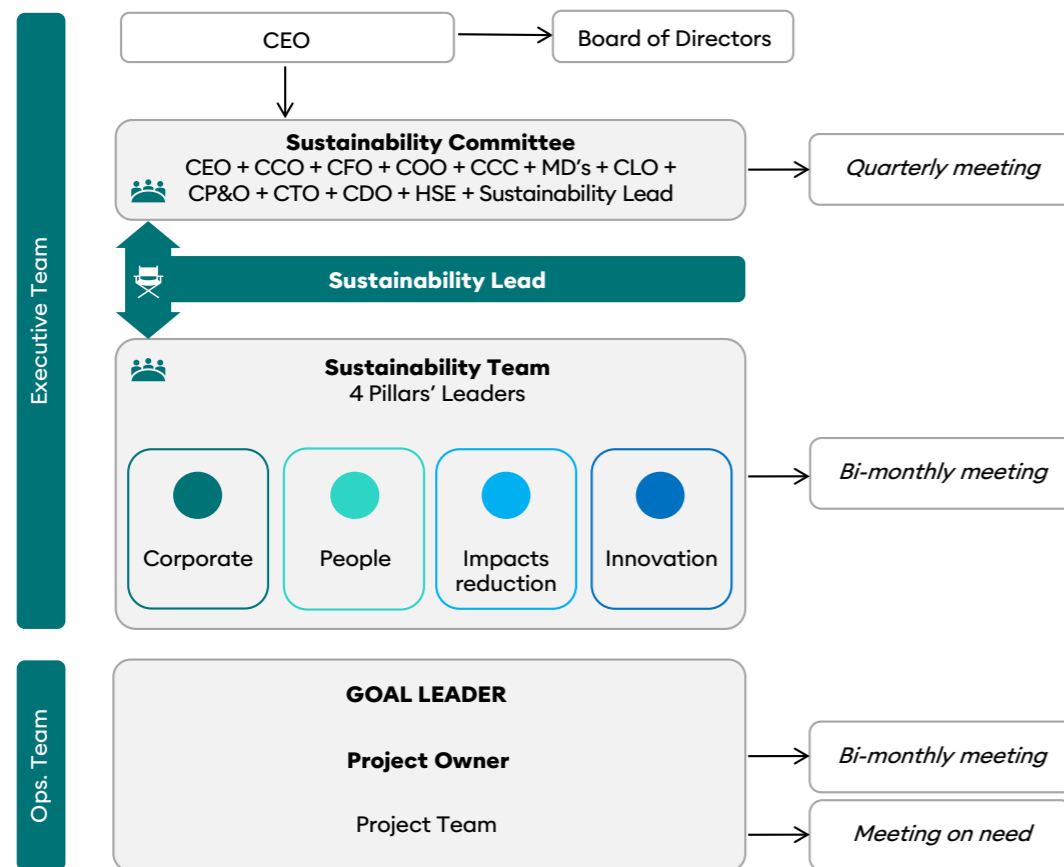 Executive Team
CEO
Board of Directors
Sustainability Committee
CEO + CCO + CFO + COO + CCC + MD's + CLO +
CP&O + CTO + CDO + HSE + Sustainability Lead
Quarterly meeting
Sustainability Lead
Sustainability Team
4 Pillars’ Leaders
Corporate
People
Impacts
reduction
Innovation
Bi-monthly meeting
Ops. Team
GOAL LEADER
Project Owner
Bi-monthly meeting
Project Team
Meeting on need